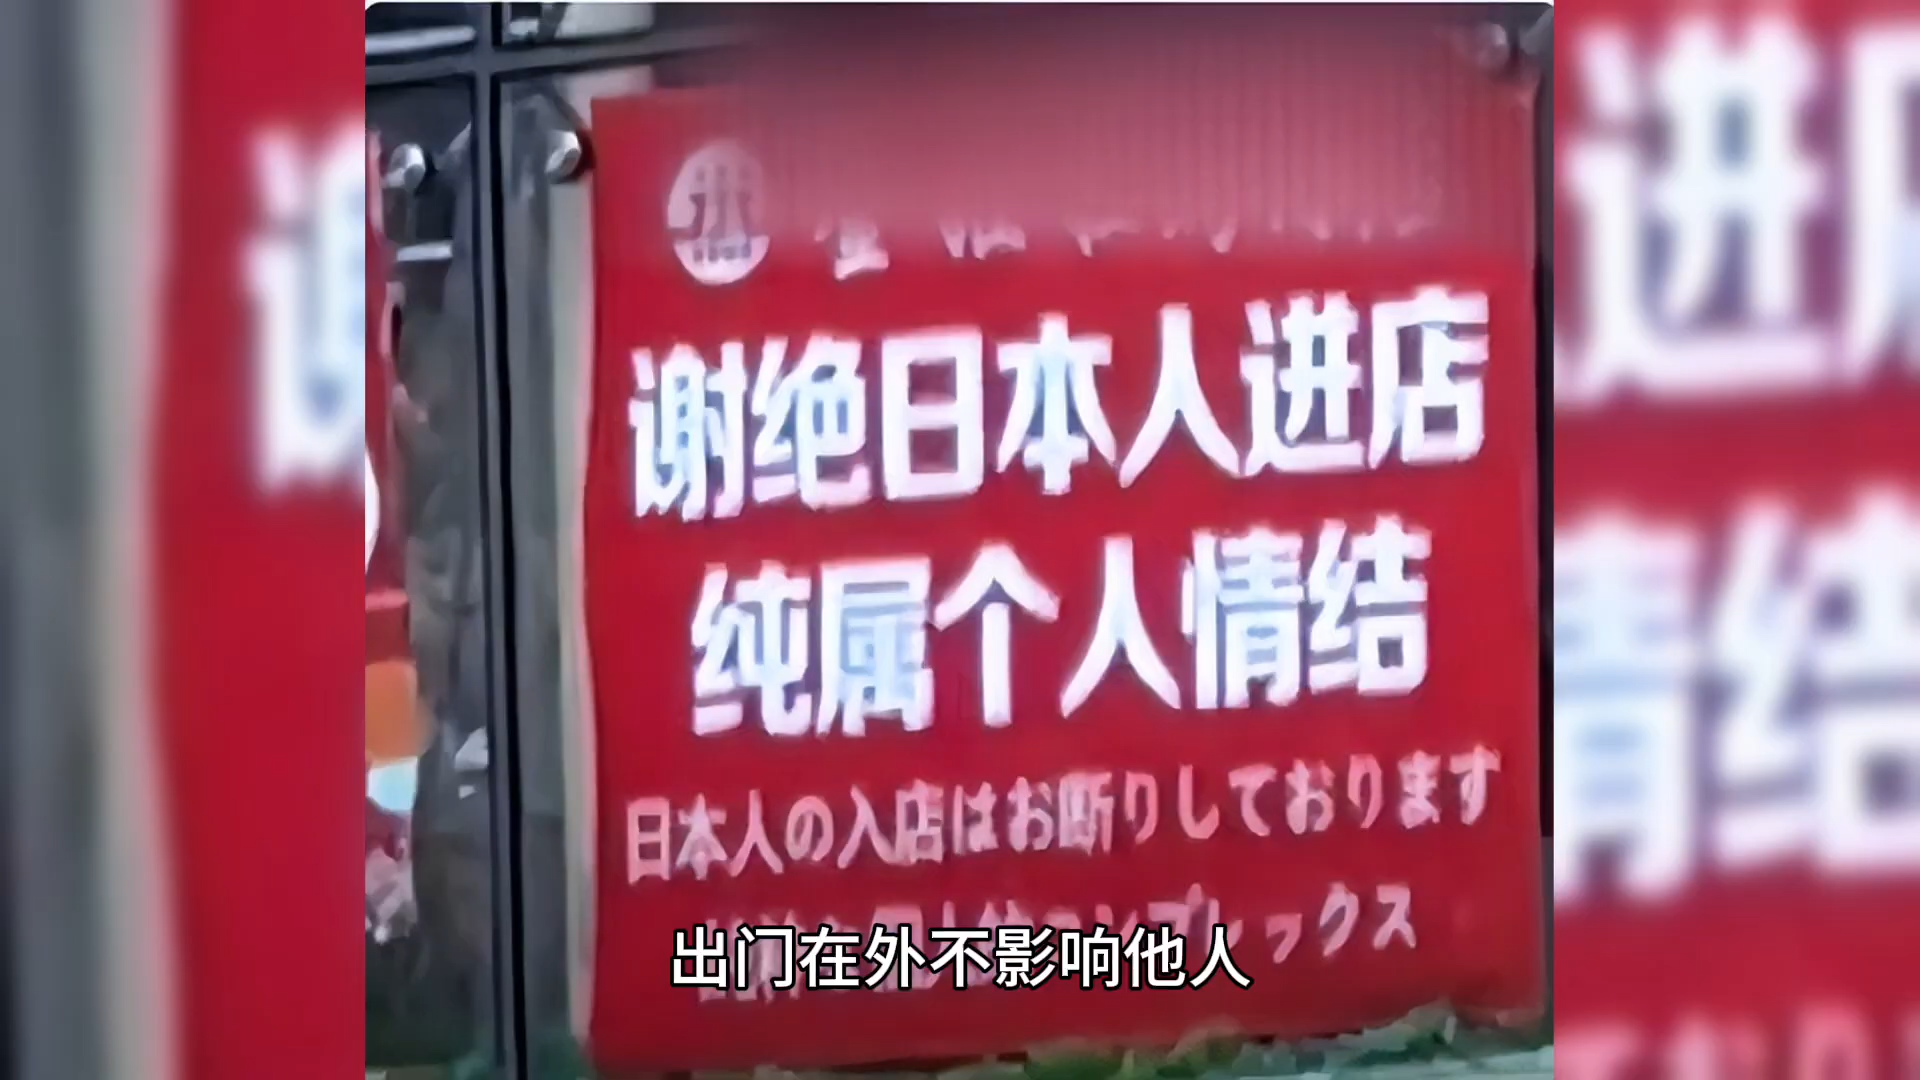 谢绝日本人进店
纯属个人情结
日本人の入店はお断りしております
出门在外不影响他人